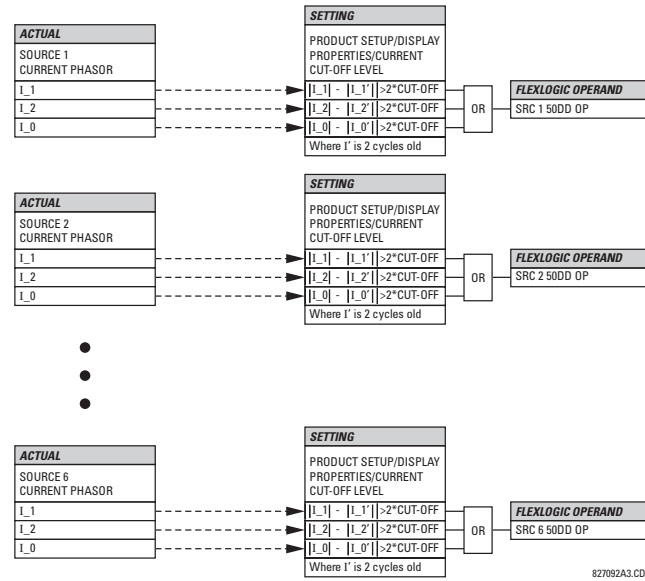 SETTING
ACTUAL
PRODUCT SETUP/DISPLAY
SOURCE 1
PROPERTIES/CURRENT
CURRENT PHASOR
CUT-OFF LEVEL
I_1
|I_1| - |I_1′||>2*CUT-OFF
FLEXLOGIC OPERAND
I_2
|I_2| - |I_2′||>2*CUT-OFF
OR
SRC 1 50DD OP
I_0
|I_0| - |I_0′||>2*CUT-OFF
Where I′ is 2 cycles old
SETTING
ACTUAL
PRODUCT SETUP/DISPLAY
SOURCE 2
PROPERTIES/CURRENT
CURRENT PHASOR
CUT-OFF LEVEL
I_1
|I_1| - |I_1′||>2*CUT-OFF
FLEXLOGIC OPERAND
I_2
|I_2| - |I_2′||>2*CUT-OFF
OR
SRC 2 50DD OP
I_0
|I_0| - |I_0′||>2*CUT-OFF
Where I′ is 2 cycles old
SETTING
ACTUAL
PRODUCT SETUP/DISPLAY
SOURCE 6
PROPERTIES/CURRENT
CURRENT PHASOR
CUT-OFF LEVEL
I_1
|I_1| - |I_1′||>2*CUT-OFF
FLEXLOGIC OPERAND
I_2
|I_2| - |I_2′||>2*CUT-OFF
OR
SRC 6 50DD OP
I_0
|I_0| - |I_0′||>2*CUT-OFF
Where I′ is 2 cycles old
827092A3.CD